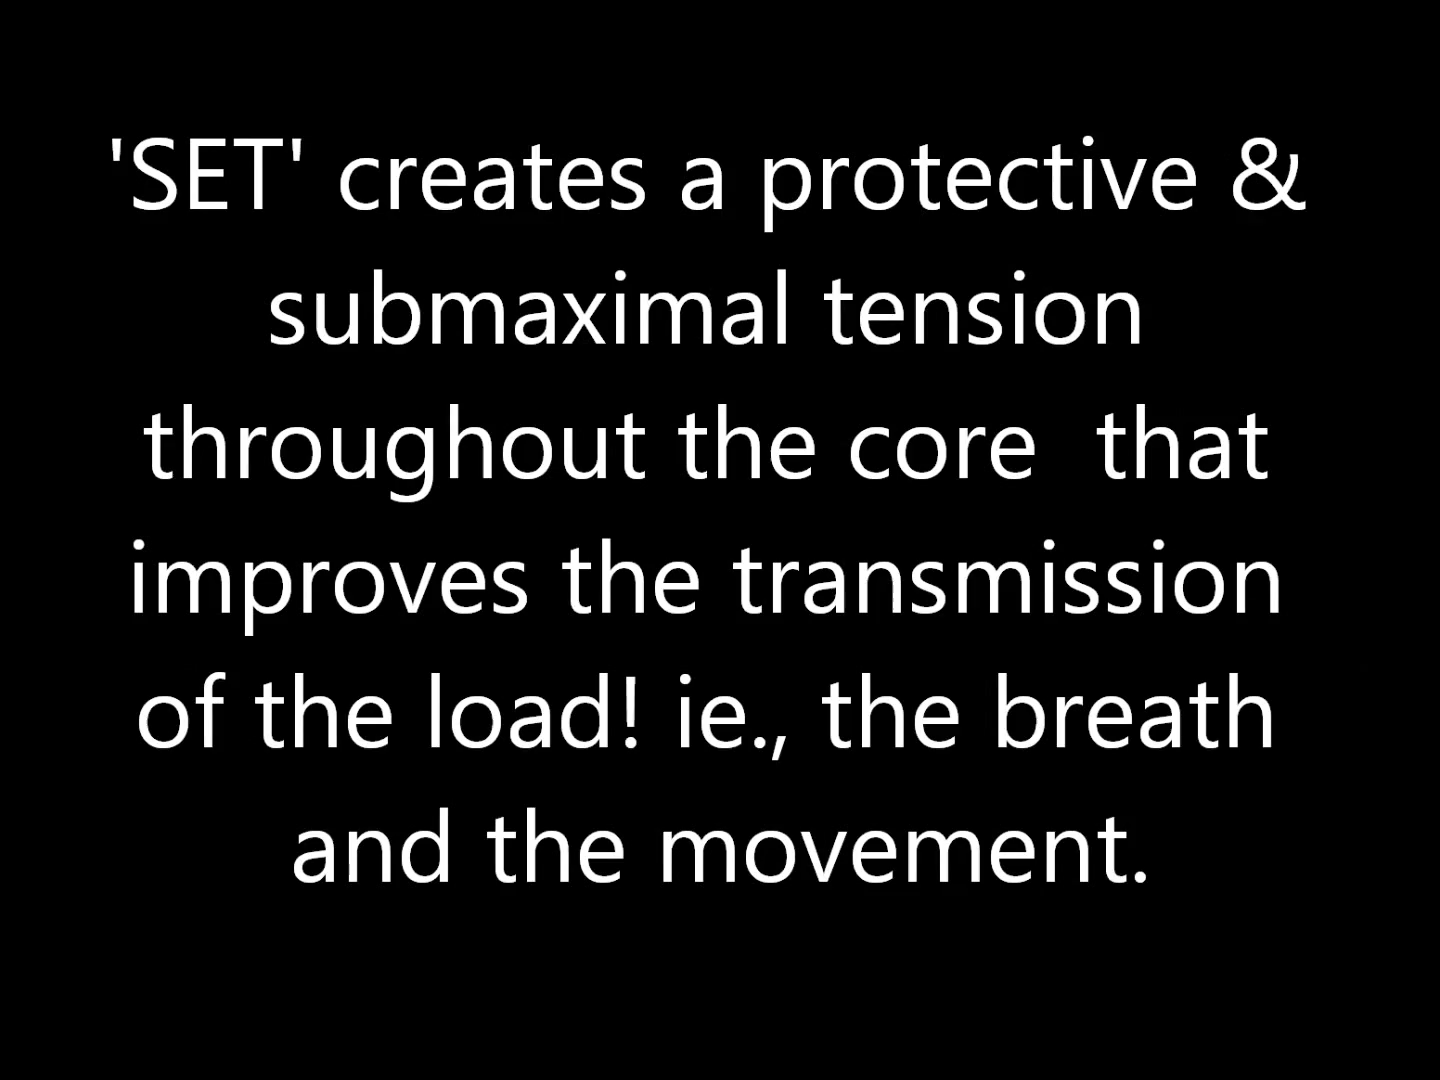 'SET' creates a protective &
submaximal tension
throughout the core  that
improves the transmission
of the load! ie., the breath
and the movement.